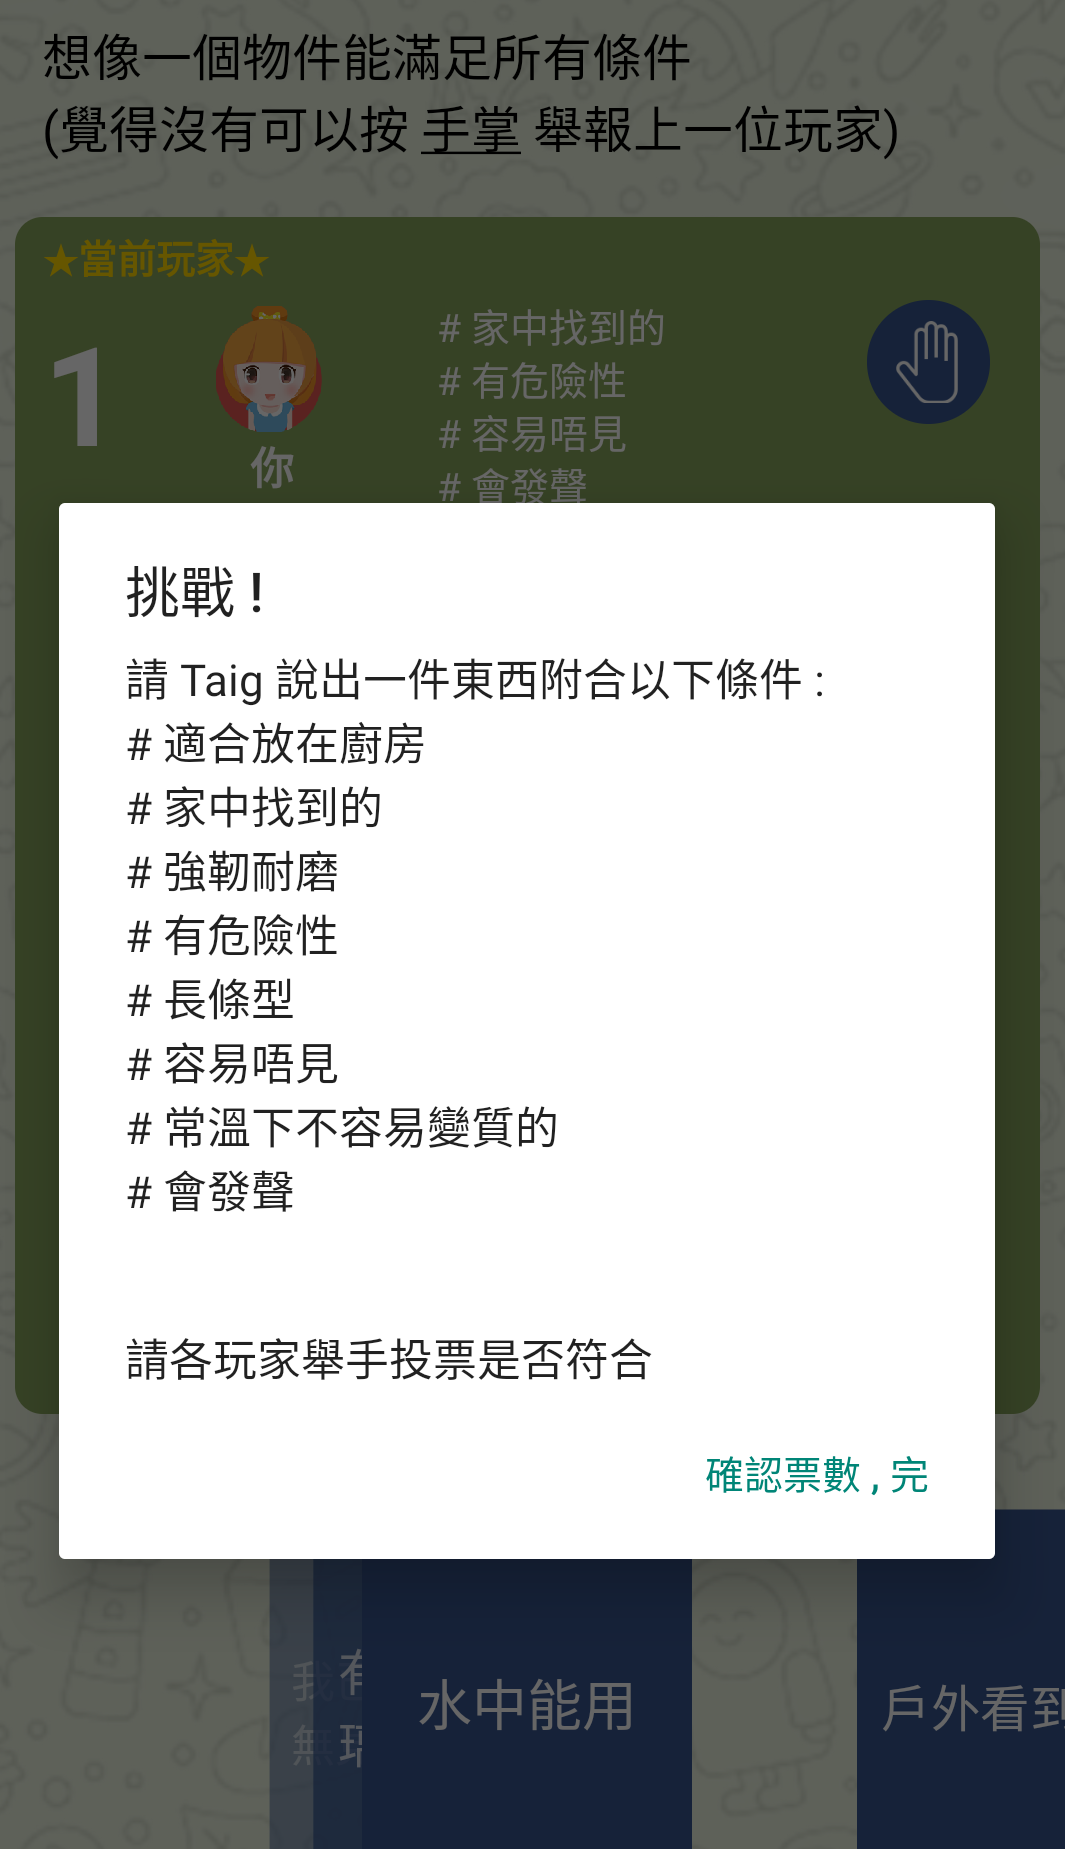 想像一個物件能滿足所有條件
(覺得沒有可以按 手掌 舉報上一位玩家)
★當前玩家★
1
你
# 家中找到的
# 有危險性
# 容易唔見
# 會發聲
挑戰 !
請 Taig 說出一件東西附合以下條件 :
# 適合放在廚房
# 家中找到的
# 強韌耐磨
# 有危險性
# 長條型
# 容易唔見
# 常溫下不容易變質的
# 會發聲
請各玩家舉手投票是否符合
確認票數 , 完
我
無
水中能用
戶外看到